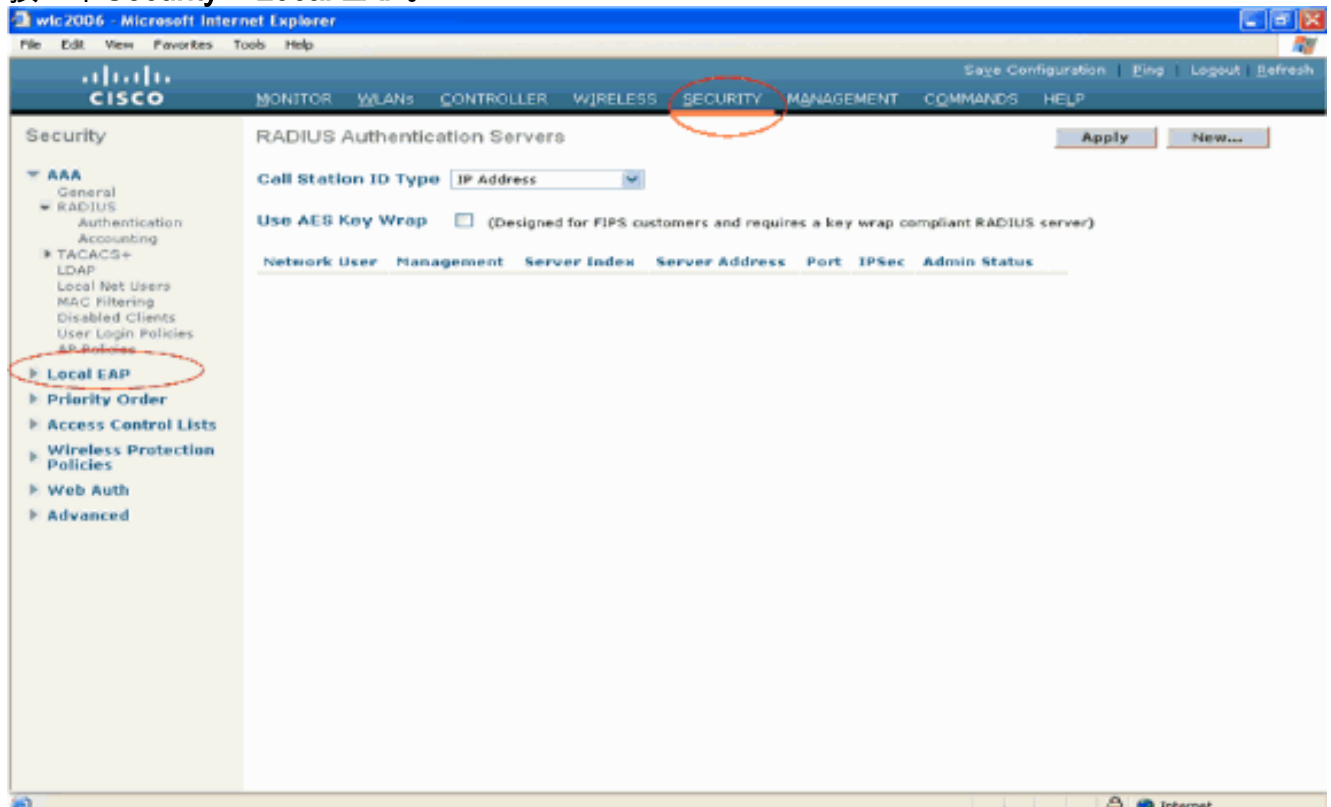 Security Local EAP
wlc2006 - Microsoft Internet Explorer
File Edit View Favorites Tools Help
Save Configuration | Ping | Logout | Refresh
CISCO
MONITOR WLANs CONTROLLER WIRELESS SECURITY MANAGEMENT COMMANDS HELP
Security
AAA
General
RADIUS
Authentication
Accounting
TACACS+
LDAP
Local Net Users
MAC Filtering
Disabled Clients
User Login Policies
AP Policies
Local EAP
Priority Order
Access Control Lists
Wireless Protection
Policies
Web Auth
Advanced
RADIUS Authentication Servers
Apply New...
Call Station ID Type IP Address
Use AES Key Wrap (Designed for FIPS customers and requires a key wrap compliant RADIUS server)
Network User Management Server Index Server Address Port IPSec Admin Status
Internet